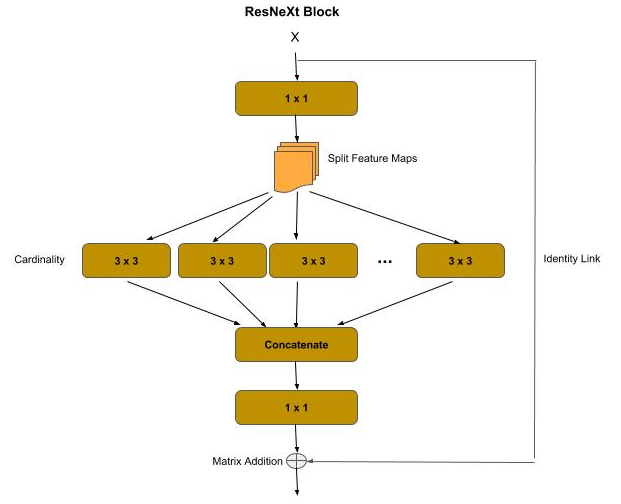 ResNeXt Block
X
1 x 1
Split Feature Maps
Cardinality
3 x 3
3 x 3
3 x 3
...
3 x 3
Identity Link
Concatenate
1 x 1
Matrix Addition